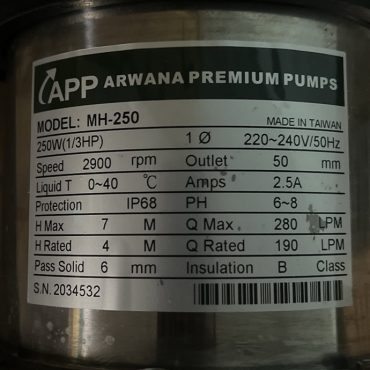 APP ARWANA PREMIUM PUMPS
MODEL: MH-250 MADE IN TAIWAN
250W(1/3HP) 1 Ø 220~240V/50Hz
Speed 2900 rpm Outlet 50 mm
Liquid T 0~40 ℃ Amps 2.5A
Protection IP68 PH 6~8
H Max 7 M Q Max 280 LPM
H Rated 4 M Q Rated 190 LPM
Pass Solid 6 mm Insulation B Class
S.N. 2034532